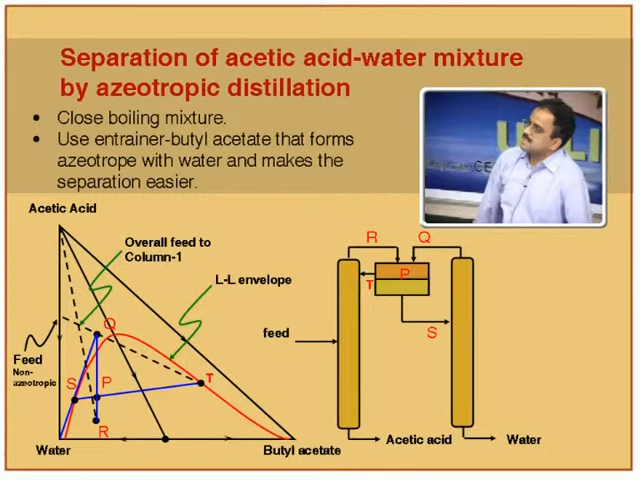 Separation of acetic acid-water mixture
by azeotropic distillation
• Close boiling mixture.
• Use entrainer-butyl acetate that forms
azeotrope with water and makes the
separation easier.
Acetic Acid
Overall feed to
Column-1
L-L envelope
Feed
Non-
azeotropic
Q
S
P
T
R
Water
Butyl acetate
R
Q
P
T
S
feed
Acetic acid
Water